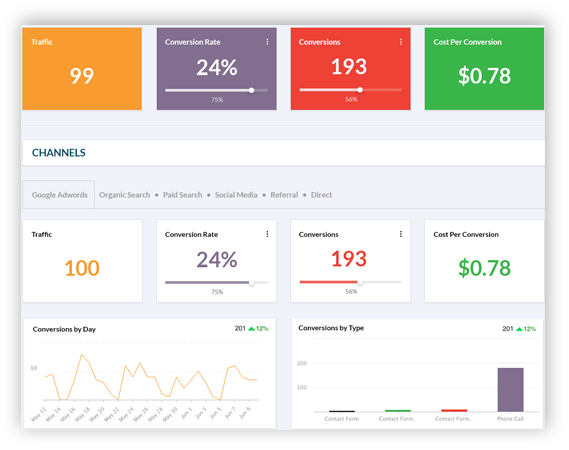 Traffic
99
Conversion Rate
24%
75%
Conversions
193
56%
Cost Per Conversion
$0.78
CHANNELS
Google Adwords Organic Search • Paid Search • Social Media • Referral • Direct
Traffic
100
Conversion Rate
24%
75%
Conversions
193
56%
Cost Per Conversion
$0.78
Conversions by Day
201 12%
10
May 12 May 14 May 16 May 18 May 20 May 22 May 24 May 26 May 28 May 30 Jun 1 Jun 3 Jun 5 Jun 7 Jun 9
Conversions by Type
201 12%
200
100
Contact Form Contact Form.. Contact Form.. Phone Call